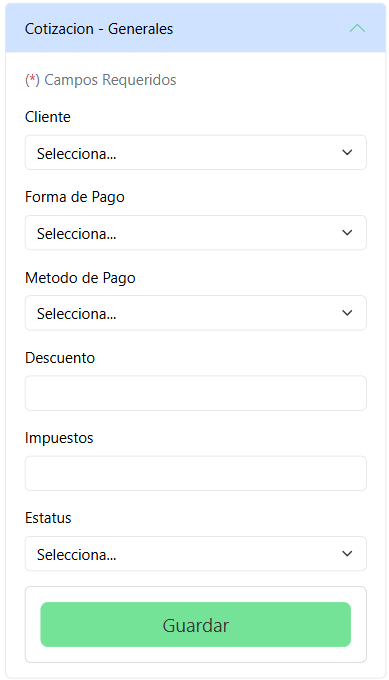 Cotizacion - Generales
(*) Campos Requeridos
Cliente
Selecciona...
Forma de Pago
Selecciona...
Metodo de Pago
Selecciona...
Descuento
Impuestos
Estatus
Selecciona...
Guardar